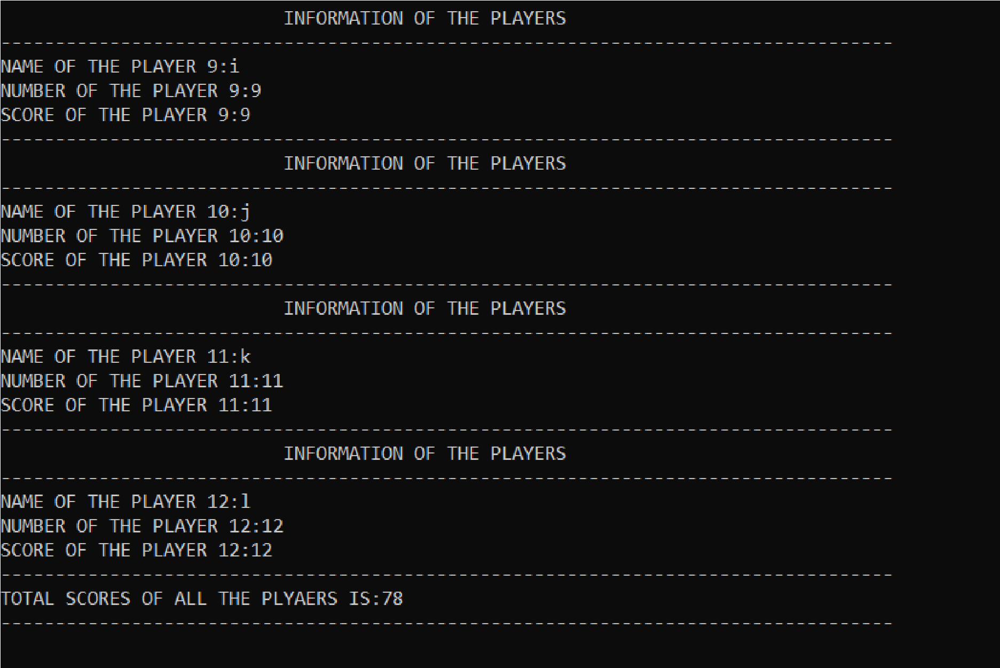 INFORMATION OF THE PLAYERS
----------------------------------------------------------------------------------
NAME OF THE PLAYER 9:i
NUMBER OF THE PLAYER 9:9
SCORE OF THE PLAYER 9:9
----------------------------------------------------------------------------------
INFORMATION OF THE PLAYERS
----------------------------------------------------------------------------------
NAME OF THE PLAYER 10:j
NUMBER OF THE PLAYER 10:10
SCORE OF THE PLAYER 10:10
----------------------------------------------------------------------------------
INFORMATION OF THE PLAYERS
----------------------------------------------------------------------------------
NAME OF THE PLAYER 11:k
NUMBER OF THE PLAYER 11:11
SCORE OF THE PLAYER 11:11
----------------------------------------------------------------------------------
INFORMATION OF THE PLAYERS
----------------------------------------------------------------------------------
NAME OF THE PLAYER 12:l
NUMBER OF THE PLAYER 12:12
SCORE OF THE PLAYER 12:12
----------------------------------------------------------------------------------
TOTAL SCORES OF ALL THE PLYAERS IS:78
----------------------------------------------------------------------------------